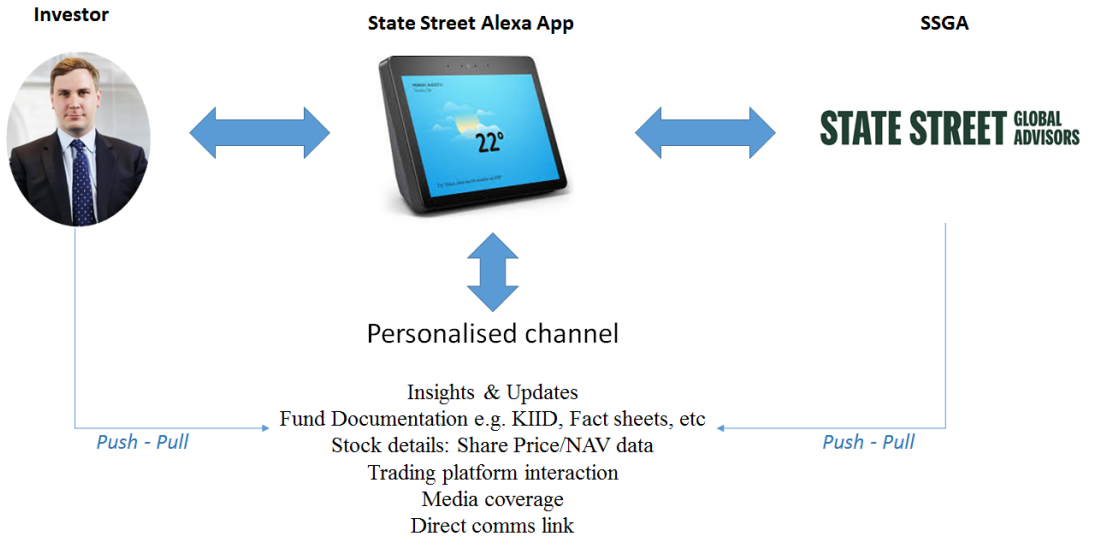 Investor
State Street Alexa App
SSGA
22°
STATE STREET GLOBAL
ADVISORS
Personalised channel
Insights & Updates
Fund Documentation e.g. KIID, Fact sheets, etc
Push - Pull
Push - Pull
Stock details: Share Price/NAV data
Trading platform interaction
Media coverage
Direct comms link